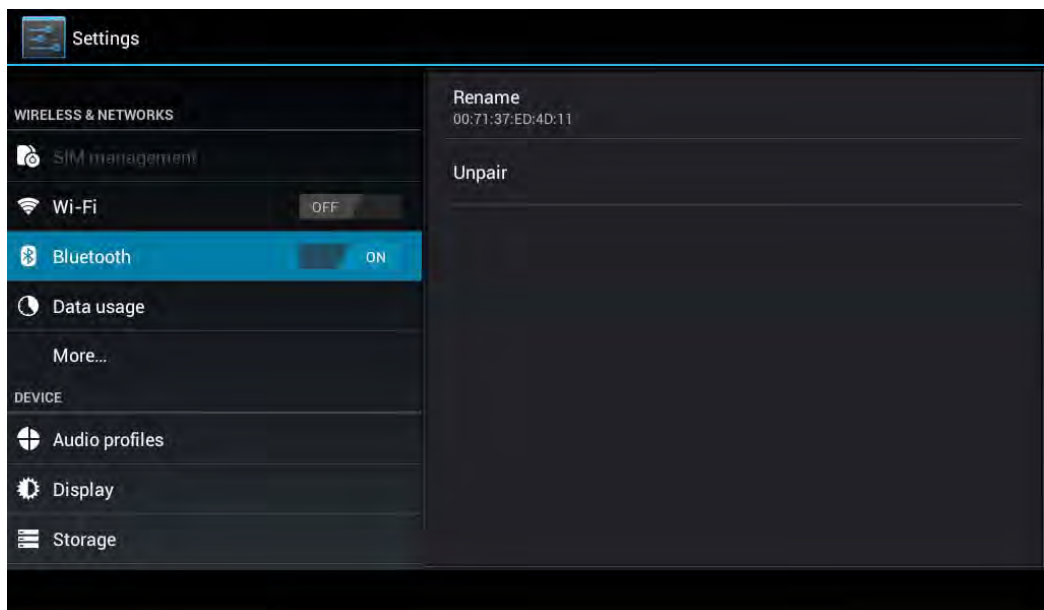 Settings
WIRELESS & NETWORKS
SIM management
Wi-Fi
OFF
Bluetooth
ON
Data usage
More...
DEVICE
Audio profiles
Display
Storage
Rename
00:71:37:ED:4D:11
Unpair